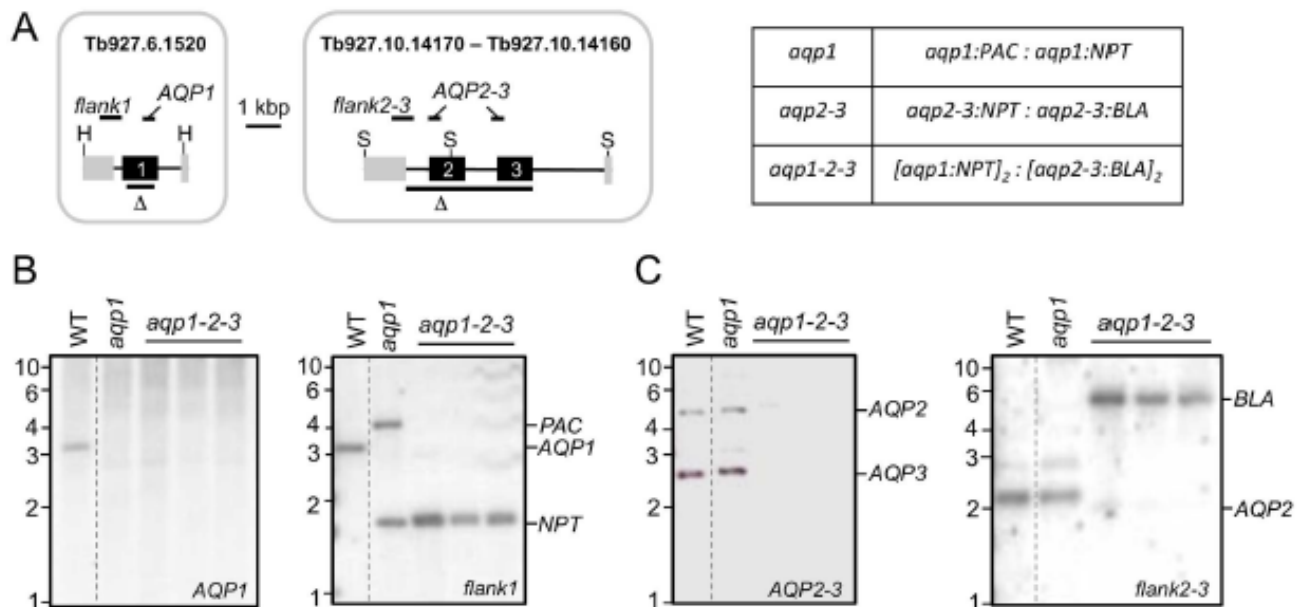 A
Tb927.6.1520
Tb927.10.14170 – Tb927.10.14160
flank1
AQP1
1 kbp
flank2-3
AQP2-3
H
H
S
S
S
1
2
3
Δ
Δ
aqp1
aqp1:PAC : aqp1:NPT
aqp2-3
aqp2-3:NPT : aqp2-3:BLA
aqp1-2-3
[aqp1:NPT]2 : [aqp2-3:BLA]2
B
WT
aqp1
aqp1-2-3
10
6
4
3
2
1
AQP1
WT
aqp1
aqp1-2-3
10
6
4
3
2
1
PAC
AQP1
NPT
flank1
C
WT
aqp1
aqp1-2-3
10
6
4
3
2
1
AQP2
AQP3
AQP2-3
WT
aqp1
aqp1-2-3
10
6
4
3
2
1
BLA
AQP2
flank2-3